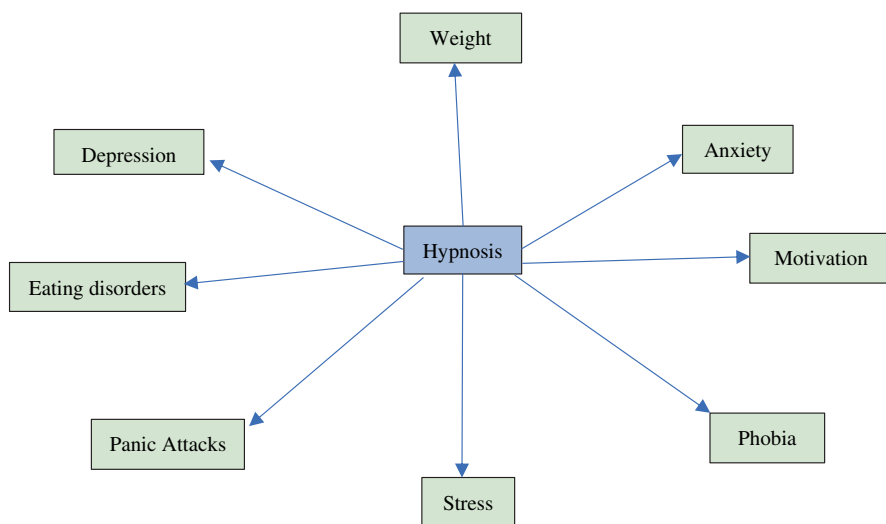 Weight
Depression
Anxiety
Hypnosis
Motivation
Eating disorders
Panic Attacks
Phobia
Stress